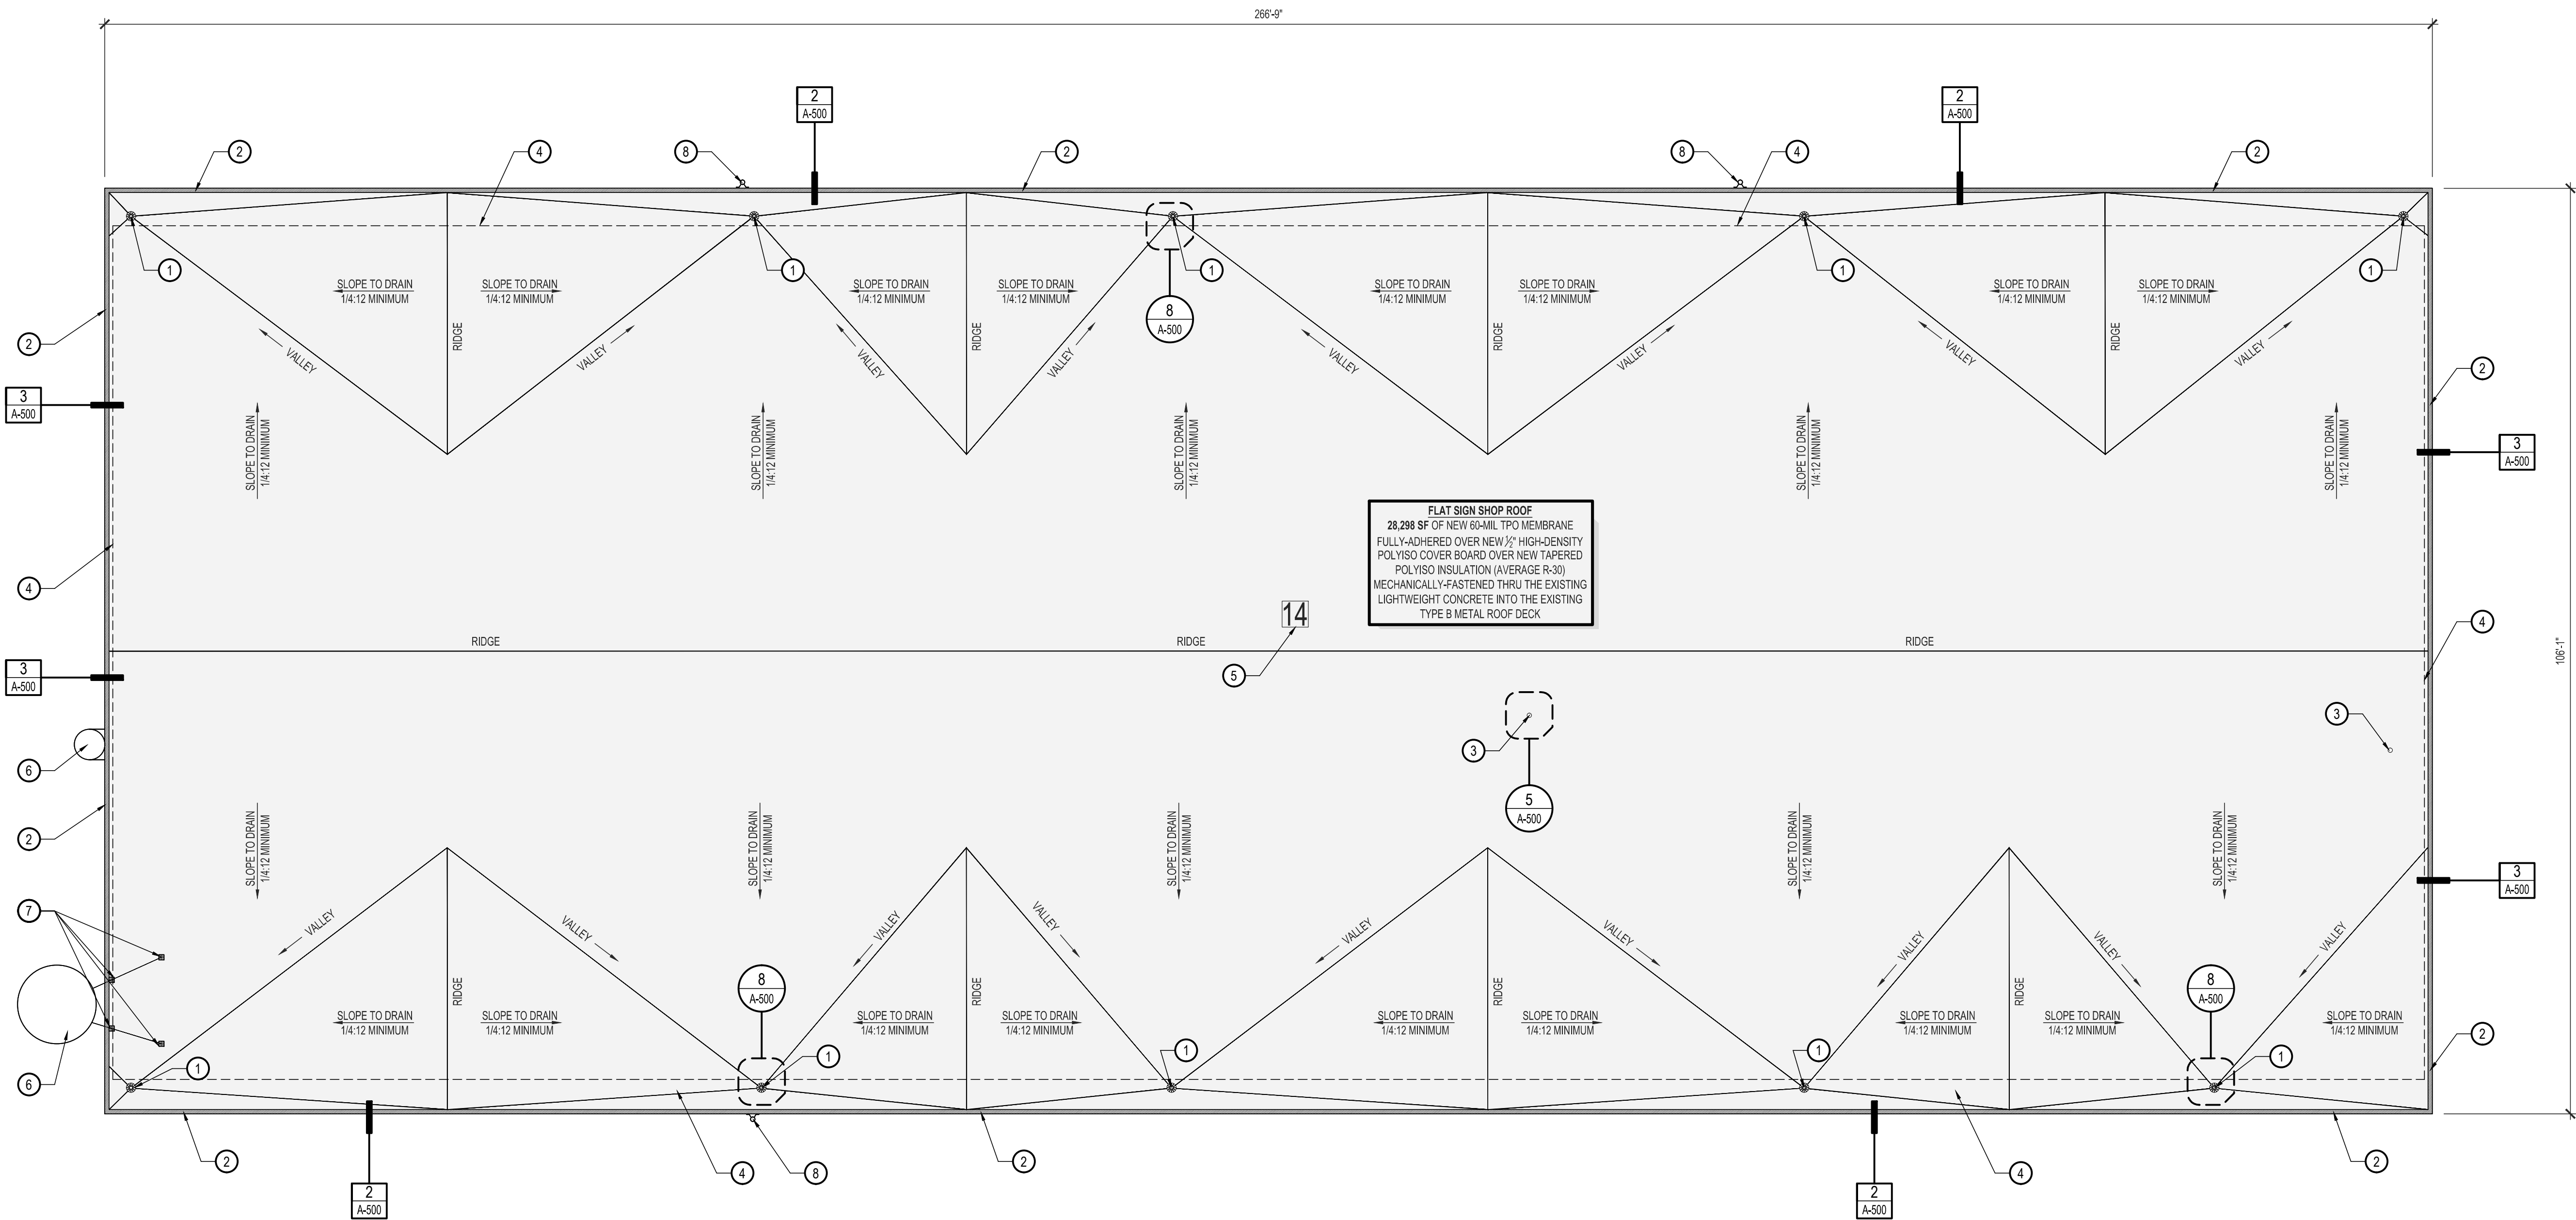 266'-9"
2
A-500
2
A-500
2
4
8
2
8
4
2
1
1
1
1
1
SLOPE TO DRAIN
1/4:12 MINIMUM
SLOPE TO DRAIN
1/4:12 MINIMUM
SLOPE TO DRAIN
1/4:12 MINIMUM
SLOPE TO DRAIN
1/4:12 MINIMUM
SLOPE TO DRAIN
1/4:12 MINIMUM
SLOPE TO DRAIN
1/4:12 MINIMUM
SLOPE TO DRAIN
1/4:12 MINIMUM
SLOPE TO DRAIN
1/4:12 MINIMUM
8
A-500
2
VALLEY
RIDGE
VALLEY
VALLEY
RIDGE
VALLEY
VALLEY
RIDGE
VALLEY
VALLEY
RIDGE
VALLEY
2
3
A-500
3
A-500
SLOPE TO DRAIN
1/4:12 MINIMUM
SLOPE TO DRAIN
1/4:12 MINIMUM
SLOPE TO DRAIN
1/4:12 MINIMUM
SLOPE TO DRAIN
1/4:12 MINIMUM
SLOPE TO DRAIN
1/4:12 MINIMUM
FLAT SIGN SHOP ROOF
28,298 SF OF NEW 60-MIL TPO MEMBRANE
FULLY-ADHERED OVER NEW ½" HIGH-DENSITY
POLYISO COVER BOARD OVER NEW TAPERED
POLYISO INSULATION (AVERAGE R-30)
MECHANICALLY-FASTENED THRU THE EXISTING
LIGHTWEIGHT CONCRETE INTO THE EXISTING
TYPE B METAL ROOF DECK
4
14
4
RIDGE
RIDGE
RIDGE
106'-1"
3
A-500
5
3
3
6
5
A-500
2
SLOPE TO DRAIN
1/4:12 MINIMUM
SLOPE TO DRAIN
1/4:12 MINIMUM
SLOPE TO DRAIN
1/4:12 MINIMUM
SLOPE TO DRAIN
1/4:12 MINIMUM
SLOPE TO DRAIN
1/4:12 MINIMUM
3
A-500
7
VALLEY
VALLEY
VALLEY
VALLEY
VALLEY
VALLEY
VALLEY
VALLEY
VALLEY
RIDGE
RIDGE
RIDGE
RIDGE
8
A-500
8
A-500
SLOPE TO DRAIN
1/4:12 MINIMUM
SLOPE TO DRAIN
1/4:12 MINIMUM
SLOPE TO DRAIN
1/4:12 MINIMUM
SLOPE TO DRAIN
1/4:12 MINIMUM
SLOPE TO DRAIN
1/4:12 MINIMUM
SLOPE TO DRAIN
1/4:12 MINIMUM
SLOPE TO DRAIN
1/4:12 MINIMUM
SLOPE TO DRAIN
1/4:12 MINIMUM
SLOPE TO DRAIN
1/4:12 MINIMUM
2
6
1
1
1
1
1
2
4
8
2
4
2
2
A-500
2
A-500